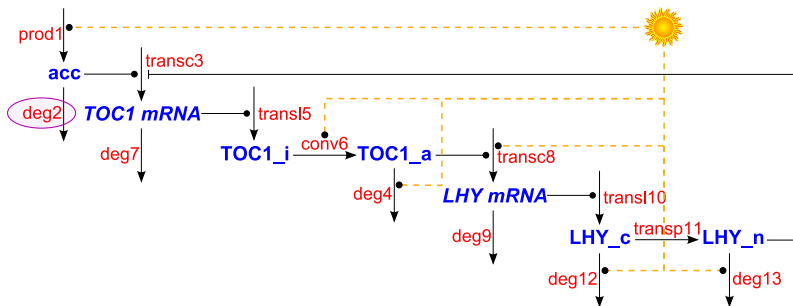 prod1
acc
transc3
deg2
TOC1 mRNA
transl5
deg7
TOC1_i
conv6
TOC1_a
transc8
deg4
LHY mRNA
transl10
deg9
LHY_c
transp11
LHY_n
deg12
deg13